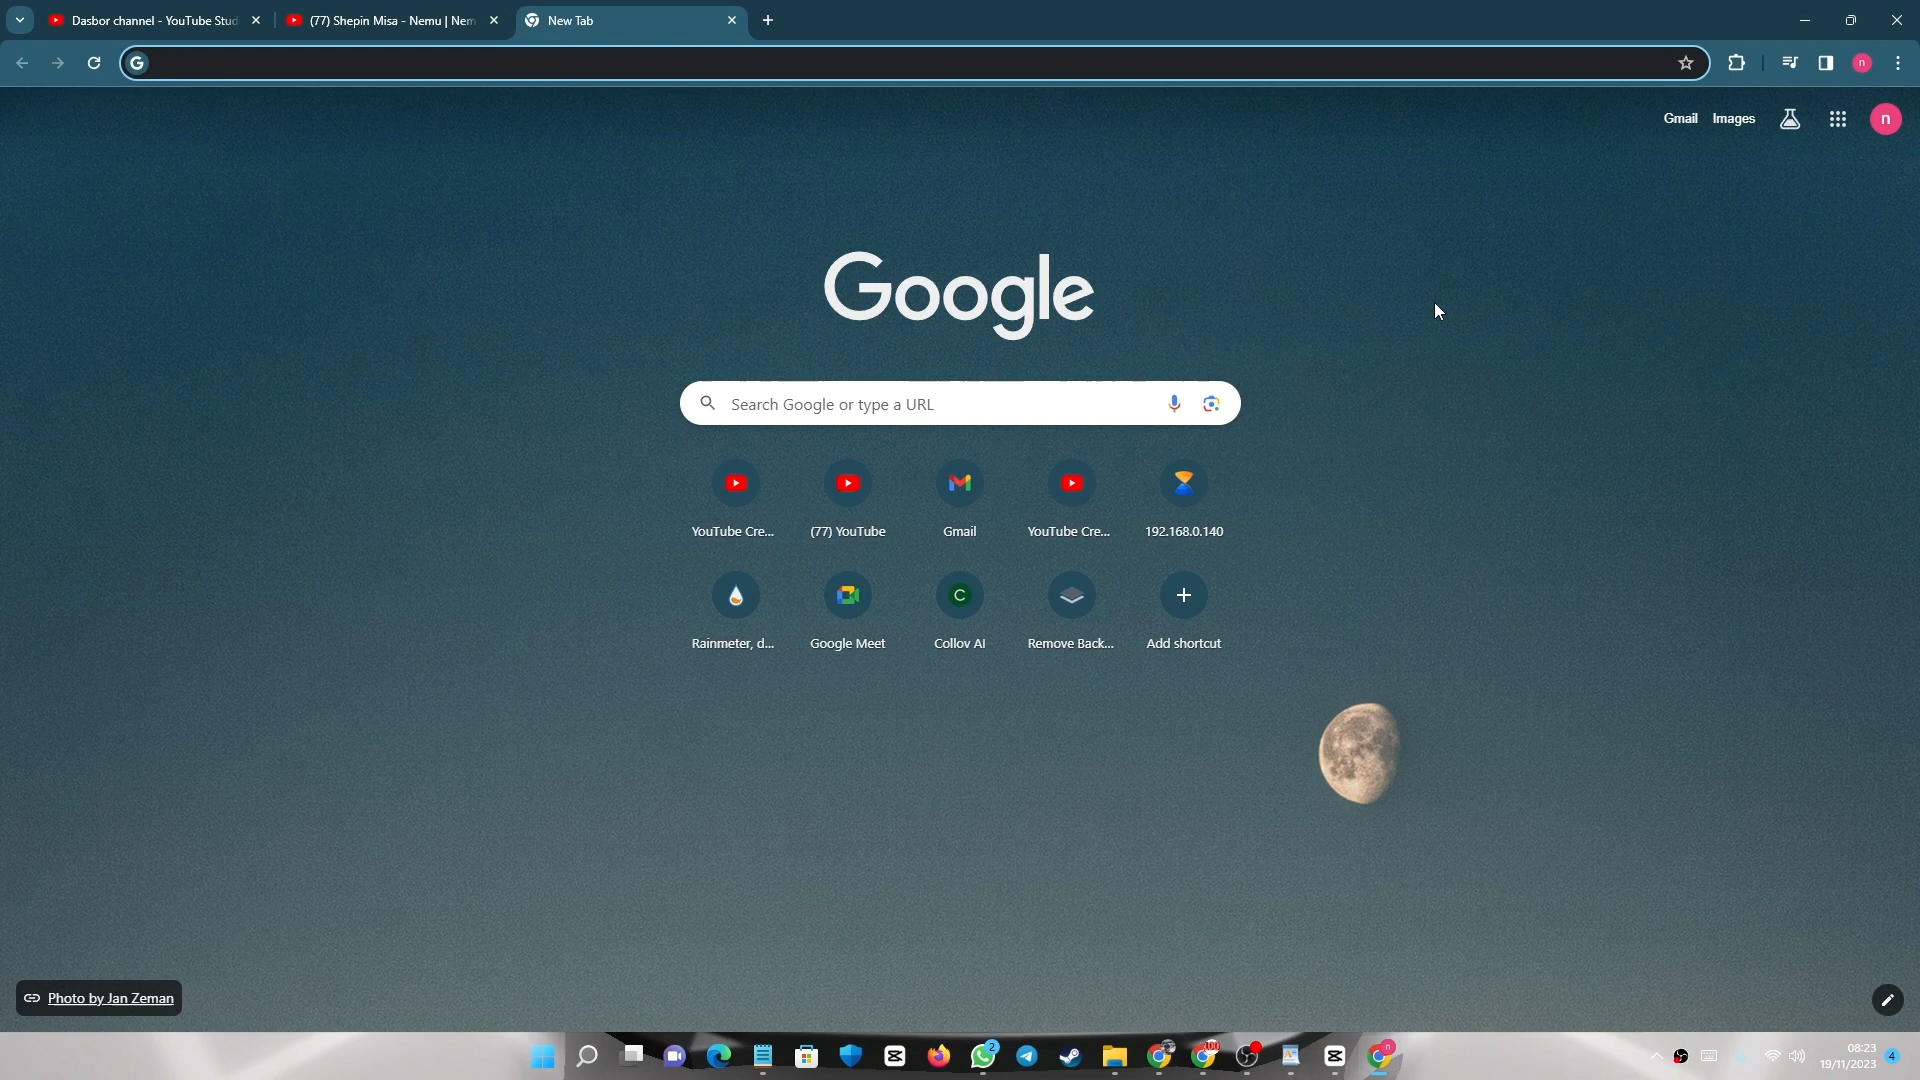 Dasbor channel - YouTube Stud
(77) Shepin Misa - Nemu | Nem
New Tab
G
n
Gmail
Images
n
Google
Search Google or type a URL
YouTube Cre...
(77) YouTube
Gmail
YouTube Cre...
192.168.0.140
C
Rainmeter, d...
Google Meet
Collov AI
Remove Back...
Add shortcut
Photo by Jan Zeman
2
n
08:23
19/11/2023
4